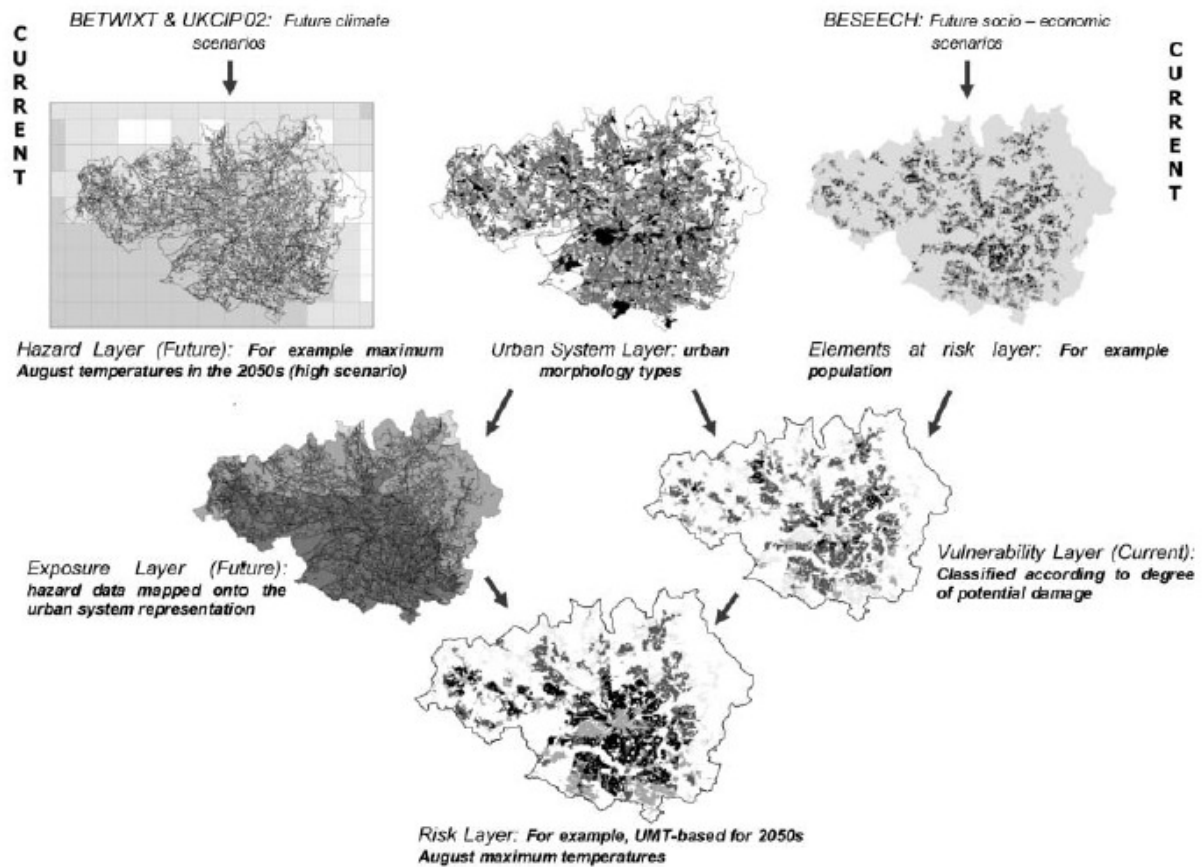 BETWIXT & UKCIP02: Future climate
scenarios
BESEECH: Future socio – economic
scenarios
CURRENT
CURRENT
Hazard Layer (Future): For example maximum
August temperatures in the 2050s (high scenario)
Urban System Layer: urban
morphology types
Elements at risk layer: For example
population
Exposure Layer (Future):
hazard data mapped onto the
urban system representation
Vulnerability Layer (Current):
Classified according to degree
of potential damage
Risk Layer: For example, UMT-based for 2050s
August maximum temperatures